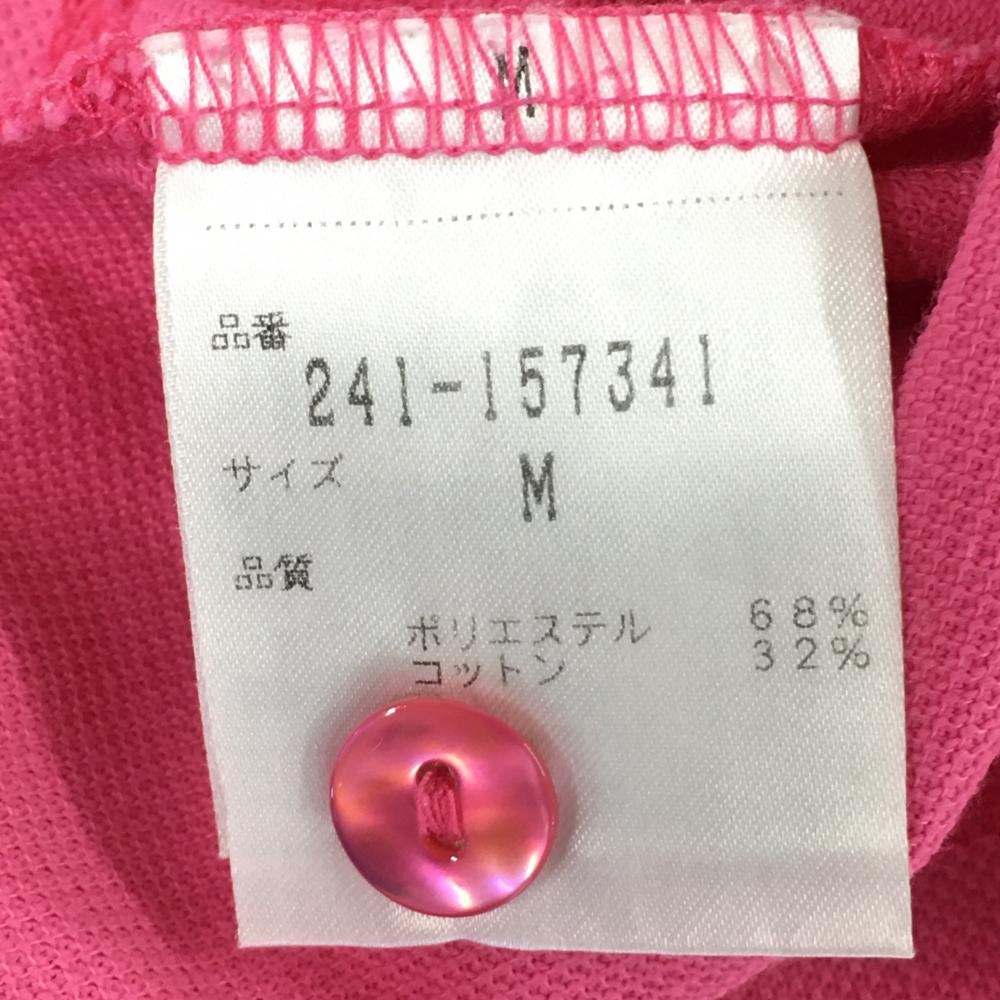 M
品番
241-157341
サイズ M
品質
ポリエステル 68%
コットン 32%